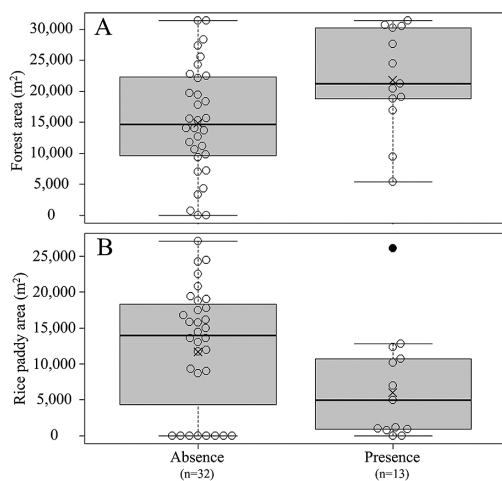 A
30,000
25,000
20,000
15,000
10,000
5,000
0
Forest area (m²)
B
25,000
20,000
15,000
10,000
5,000
0
Rice paddy area (m²)
Absence Presence
(n=32) (n=13)